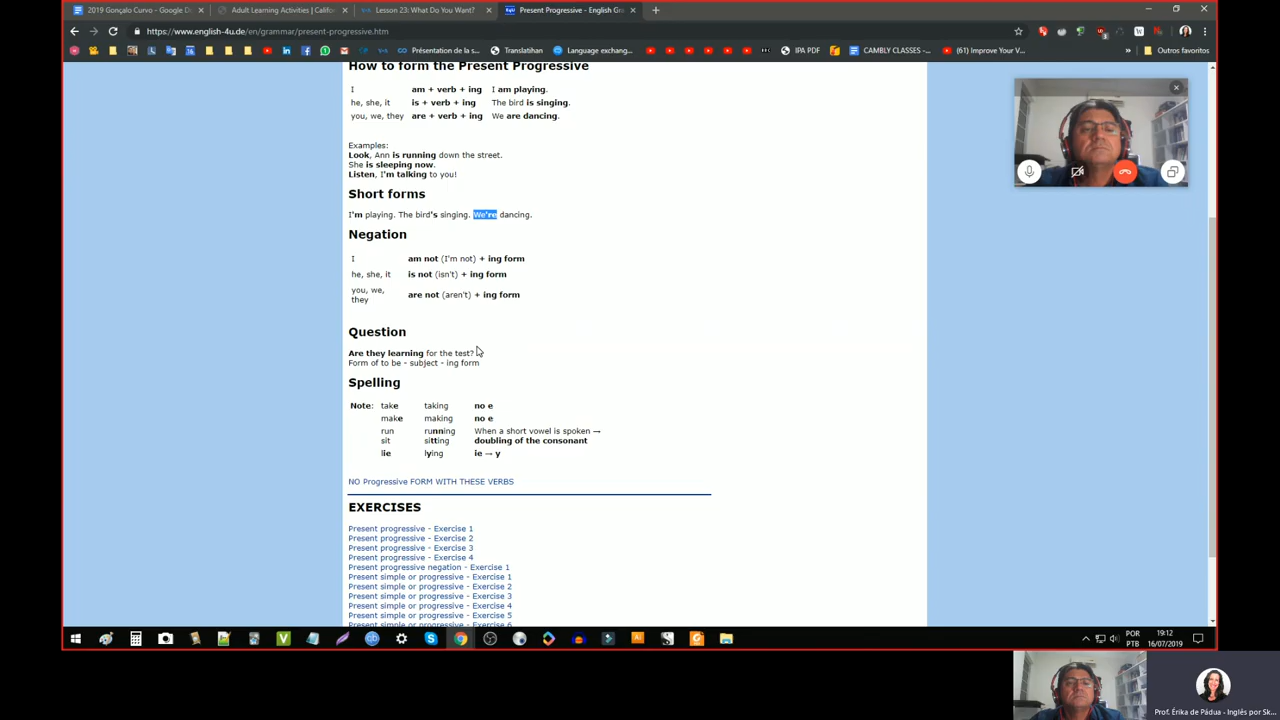 2019 Gonçalo Curvo - Google D
Adult Learning Activities | Califor
Lesson 23: What Do You Want?
Present Progressive - English Gra
https://www.english-4u.de/en/grammar/present-progressive.htm
Présentation de la s...
Translatihan
Language exchang...
IPA PDF
CAMBLY CLASSES -...
(61) Improve Your V...
»
Outros favoritos
How to form the Present Progressive
I am + verb + ing I am playing.
he, she, it is + verb + ing The bird is singing.
you, we, they are + verb + ing We are dancing.
Examples:
Look, Ann is running down the street.
She is sleeping now.
Listen, I'm talking to you!
Short forms
I'm playing. The bird's singing. We're dancing.
Negation
I am not (I'm not) + ing form
he, she, it is not (isn't) + ing form
you, we,
they
are not (aren't) + ing form
Question
Are they learning for the test?
Form of to be - subject - ing form
Spelling
Note: take taking no e
make making no e
run running When a short vowel is spoken →
sit sitting doubling of the consonant
lie lying ie → y
NO Progressive FORM WITH THESE VERBS
EXERCISES
Present progressive - Exercise 1
Present progressive - Exercise 2
Present progressive - Exercise 3
Present progressive - Exercise 4
Present progressive negation - Exercise 1
Present simple or progressive - Exercise 1
Present simple or progressive - Exercise 2
Present simple or progressive - Exercise 3
Present simple or progressive - Exercise 4
Present simple or progressive - Exercise 5
Present simple or progressive - Exercise 6
POR
PTB
19:12
16/07/2019
Prof. Érika de Pádua - Inglês por Sk...